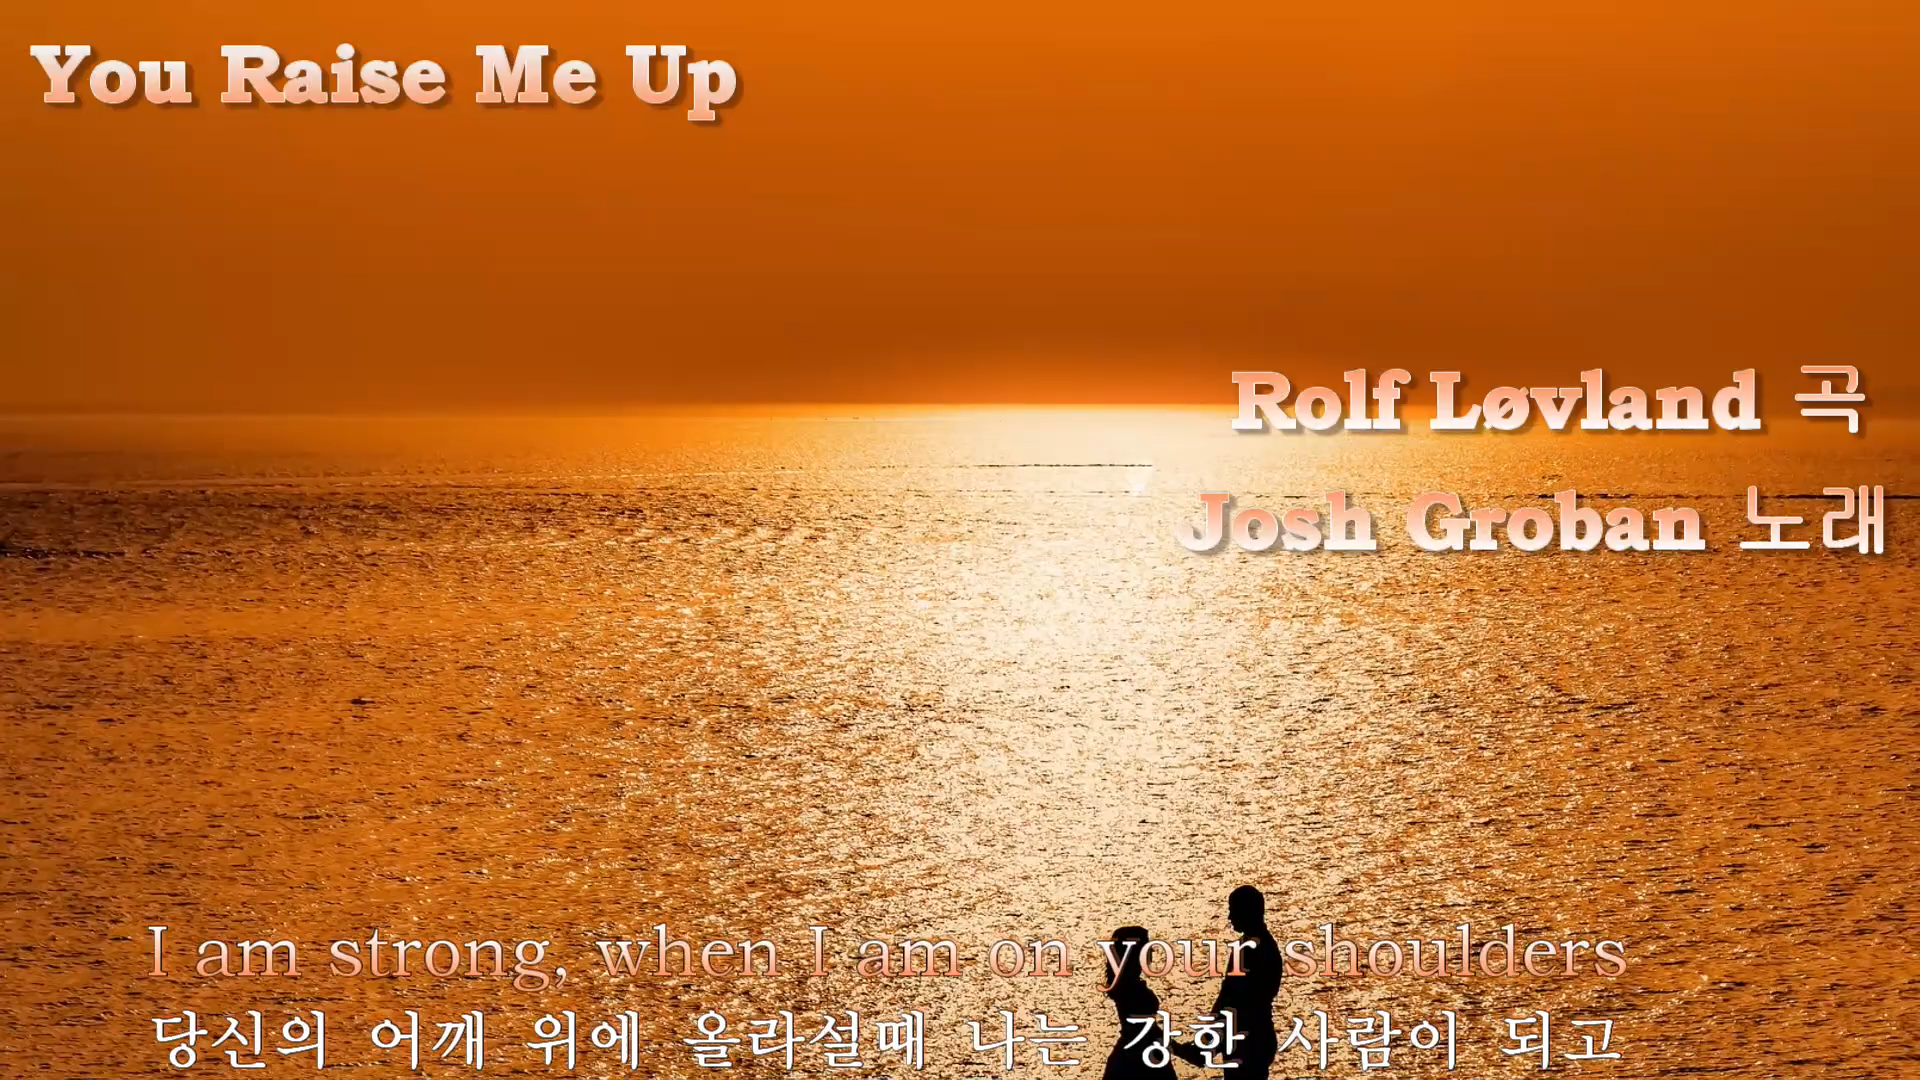 You Raise Me Up
Rolf Løvland 곡
Josh Groban 노래
I am strong, when I am on your shoulders
당신의 어깨 위에 올라설때 나는 강한 사람이 되고